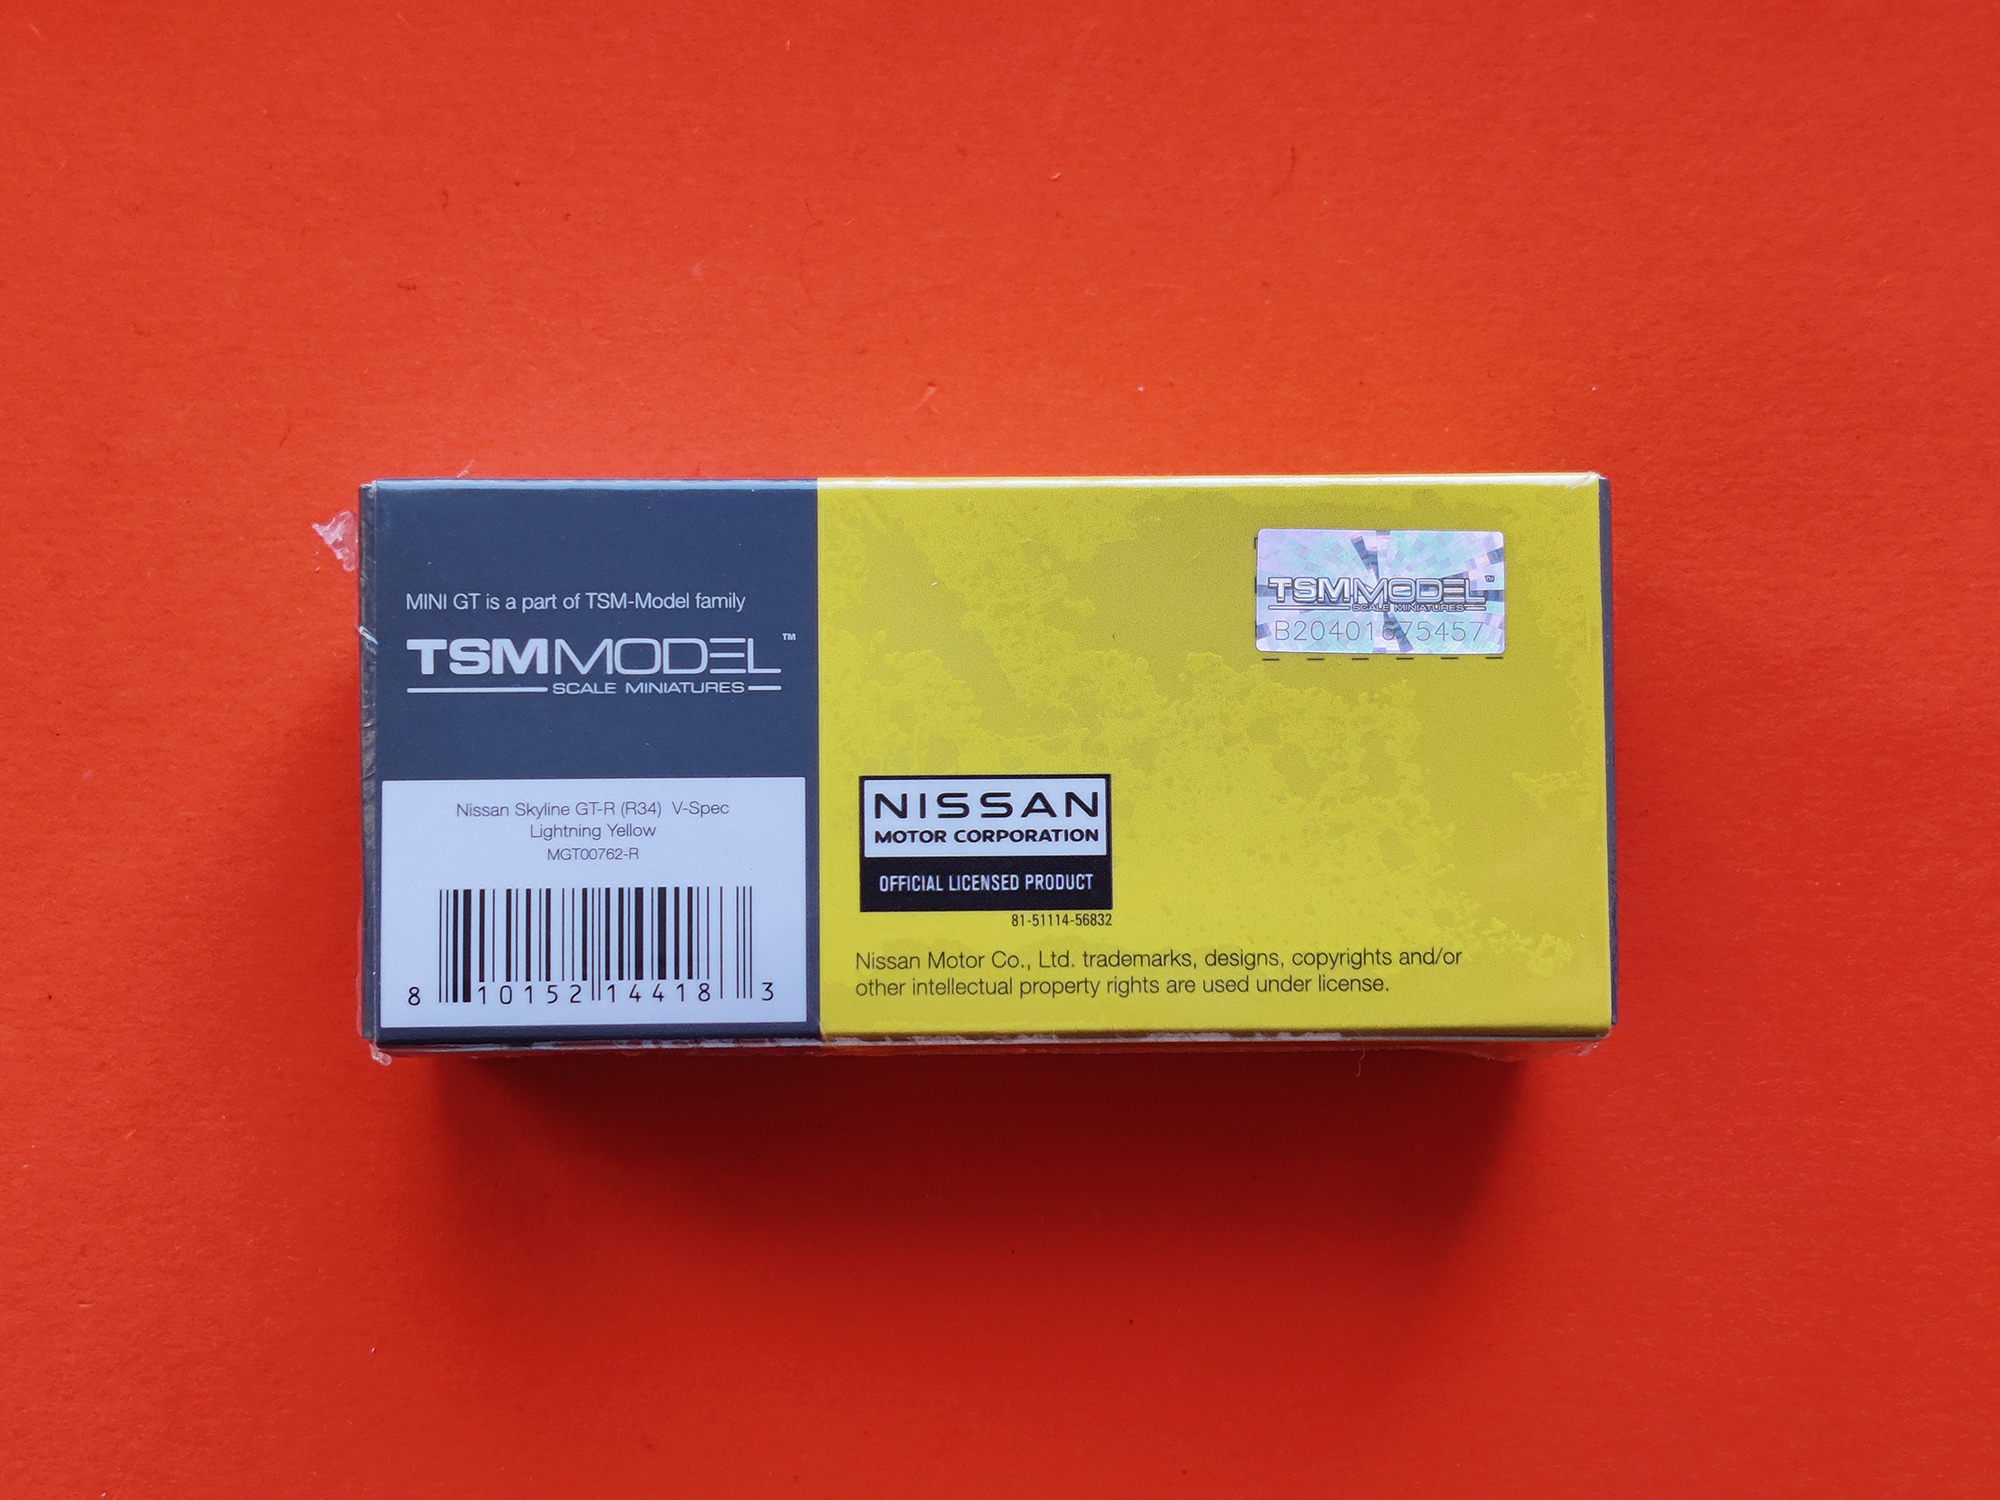 MINI GT is a part of TSM-Model family
TSMMODEL™
SCALE MINIATURES
Nissan Skyline GT-R (R34) V-Spec
Lightning Yellow
MGT00762-R
8 10152 14418 3
TSMMODEL™
SCALE MINIATURES
B20401675457
NISSAN
MOTOR CORPORATION
OFFICIAL LICENSED PRODUCT
81-51114-56832
Nissan Motor Co., Ltd. trademarks, designs, copyrights and/or
other intellectual property rights are used under license.